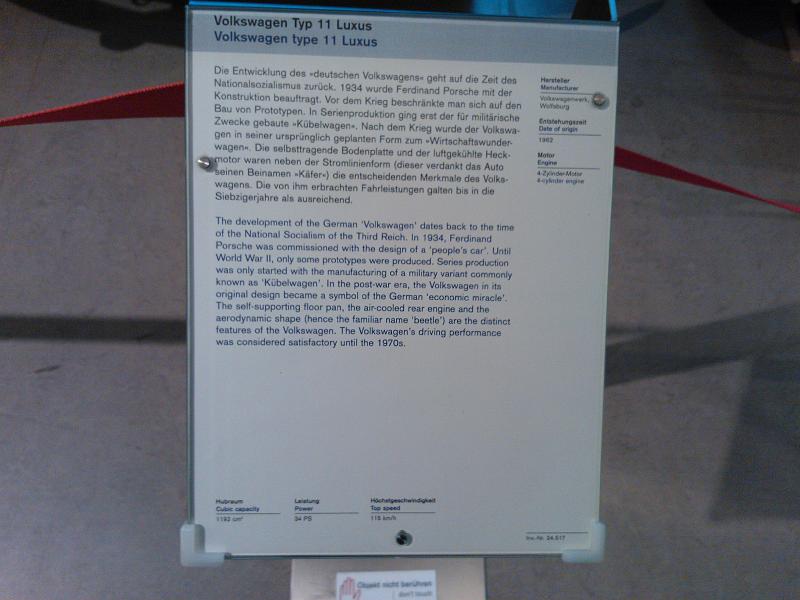 Volkswagen Typ 11 Luxus
Volkswagen type 11 Luxus
Die Entwicklung des »deutschen Volkswagens« geht auf die Zeit des
Nationalsozialismus zurück. 1934 wurde Ferdinand Porsche mit der
Konstruktion beauftragt. Vor dem Krieg beschränkte man sich auf den
Bau von Prototypen. In Serienproduktion ging erst der für militärische
Zwecke gebaute »Kübelwagen«. Nach dem Krieg wurde der Volkswa-
gen in seiner ursprünglich geplanten Form zum »Wirtschaftswunder-
wagen«. Die selbsttragende Bodenplatte und der luftgekühlte Heck-
motor waren neben der Stromlinienform (dieser verdankt das Auto
seinen Beinamen »Käfer«) die entscheidenden Merkmale des Volks-
wagens. Die von ihm erbrachten Fahrleistungen galten bis in die
Siebzigerjahre als ausreichend.
The development of the German 'Volkswagen' dates back to the time
of the National Socialism of the Third Reich. In 1934, Ferdinand
Porsche was commissioned with the design of a 'people's car'. Until
World War II, only some prototypes were produced. Series production
was only started with the manufacturing of a military variant commonly
known as 'Kübelwagen'. In the post-war era, the Volkswagen in its
original design became a symbol of the German 'economic miracle'.
The self-supporting floor pan, the air-cooled rear engine and the
aerodynamic shape (hence the familiar name 'beetle') are the distinct
features of the Volkswagen. The Volkswagen's driving performance
was considered satisfactory until the 1970s.
Hersteller
Manufacturer
Volkswagenwerk,
Wolfsburg
Entstehungszeit
Date of origin
1962
Motor
Engine
4-Zylinder-Motor
4-cylinder engine
Hubraum
Cubic capacity
1192 cm³
Leistung
Power
34 PS
Höchstgeschwindigkeit
Top speed
115 km/h
Inv.-Nr. 24.517
Objekt nicht berühren
don't touch